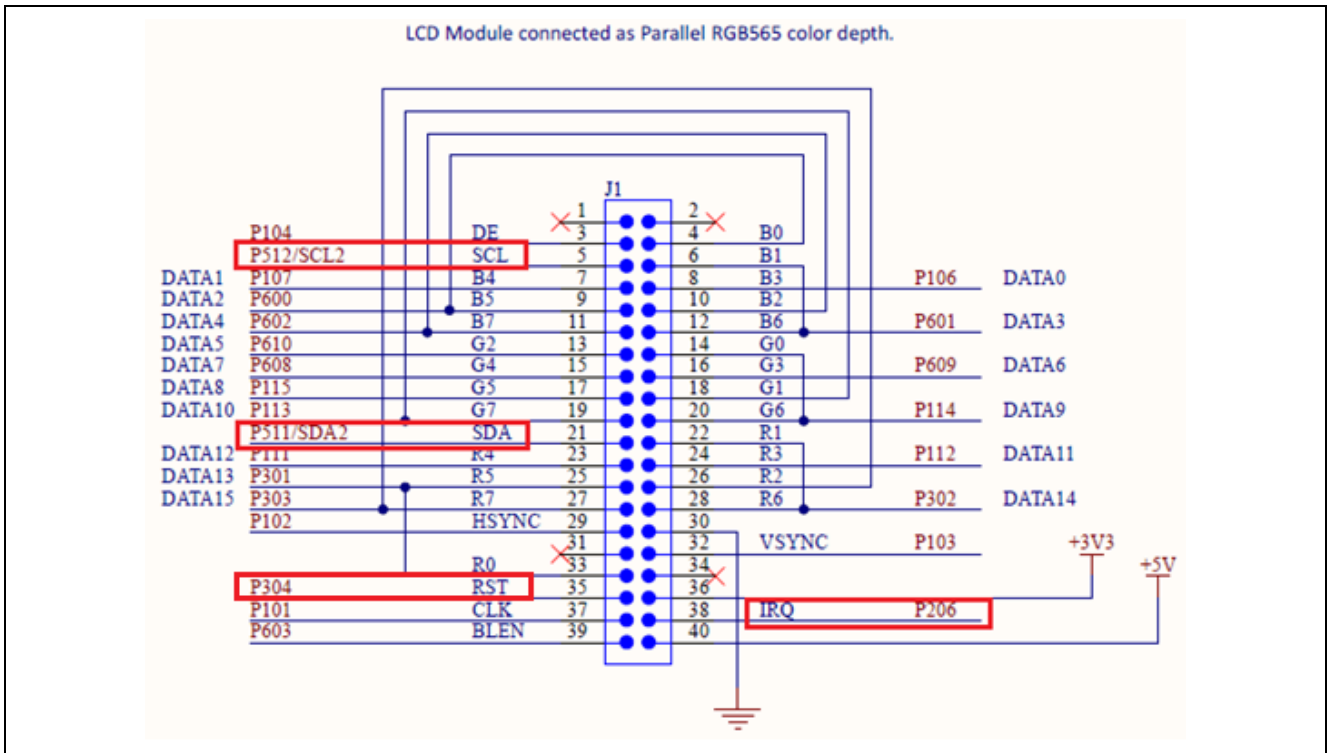 LCD Module connected as Parallel RGB565 color depth.
J1
1 2
P104 DE 3 4 B0
P512/SCL2 SCL 5 6 B1
DATA1 P107 B4 7 8 B3 P106 DATA0
DATA2 P600 B5 9 10 B2
DATA4 P602 B7 11 12 B6 P601 DATA3
DATA5 P610 G2 13 14 G0
DATA7 P608 G4 15 16 G3 P609 DATA6
DATA8 P115 G5 17 18 G1
DATA10 P113 G7 19 20 G6 P114 DATA9
P511/SDA2 SDA 21 22 R1
DATA12 P111 R4 23 24 R3 P112 DATA11
DATA13 P301 R5 25 26 R2
DATA15 P303 R7 27 28 R6 P302 DATA14
P102 HSYNC 29 30
31 32 VSYNC P103 +3V3
R0 33 34 +5V
P304 RST 35 36
P101 CLK 37 38 IRQ P206
P603 BLEN 39 40